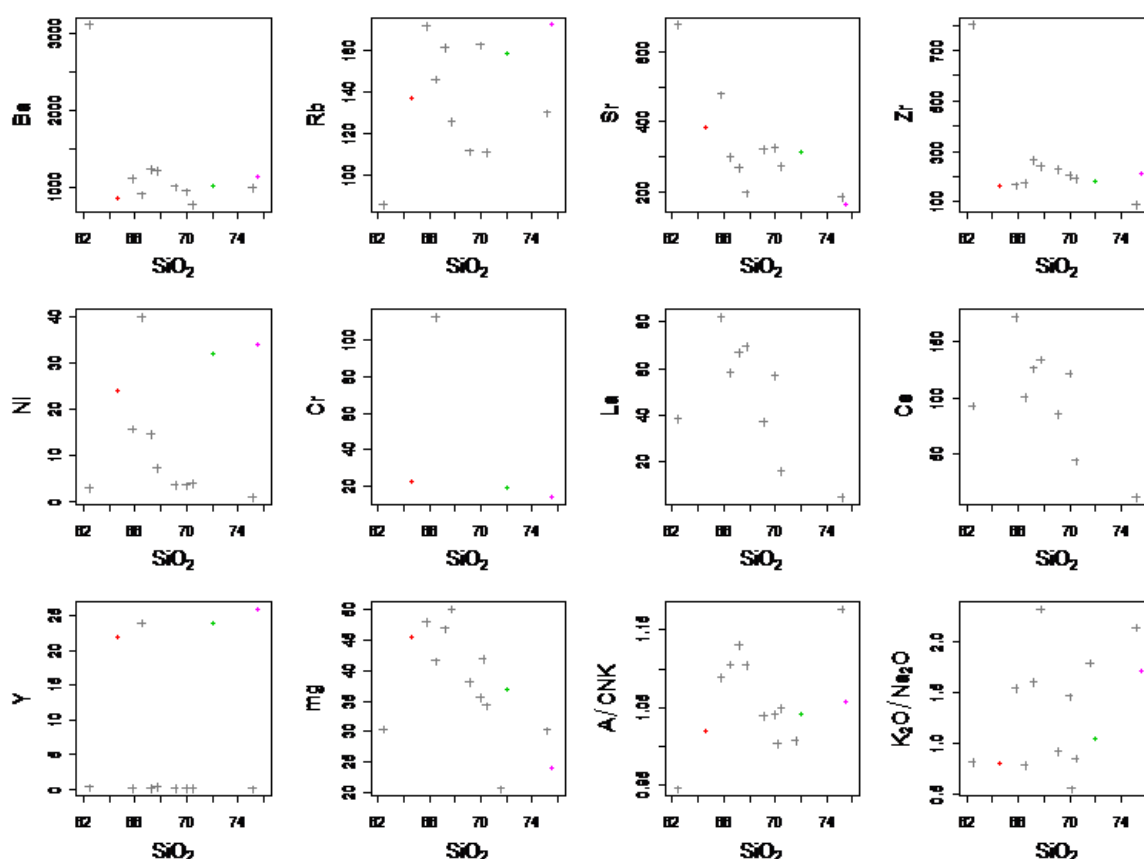 Ba
3000
2000
1000
62 66 70 74
SiO₂
Rb
160
140
120
100
62 66 70 74
SiO₂
Sr
600
400
200
62 66 70 74
SiO₂
Zr
700
500
300
100
62 66 70 74
SiO₂
Ni
40
30
20
10
0
62 66 70 74
SiO₂
Cr
100
80
60
40
20
62 66 70 74
SiO₂
La
80
60
40
20
62 66 70 74
SiO₂
Ce
150
100
50
62 66 70 74
SiO₂
Y
25
20
15
10
5
0
62 66 70 74
SiO₂
mg
50
45
40
35
30
25
20
62 66 70 74
SiO₂
A/CNK
1.15
1.05
0.95
62 66 70 74
SiO₂
K₂O/Na₂O
2.0
1.5
1.0
0.5
62 66 70 74
SiO₂